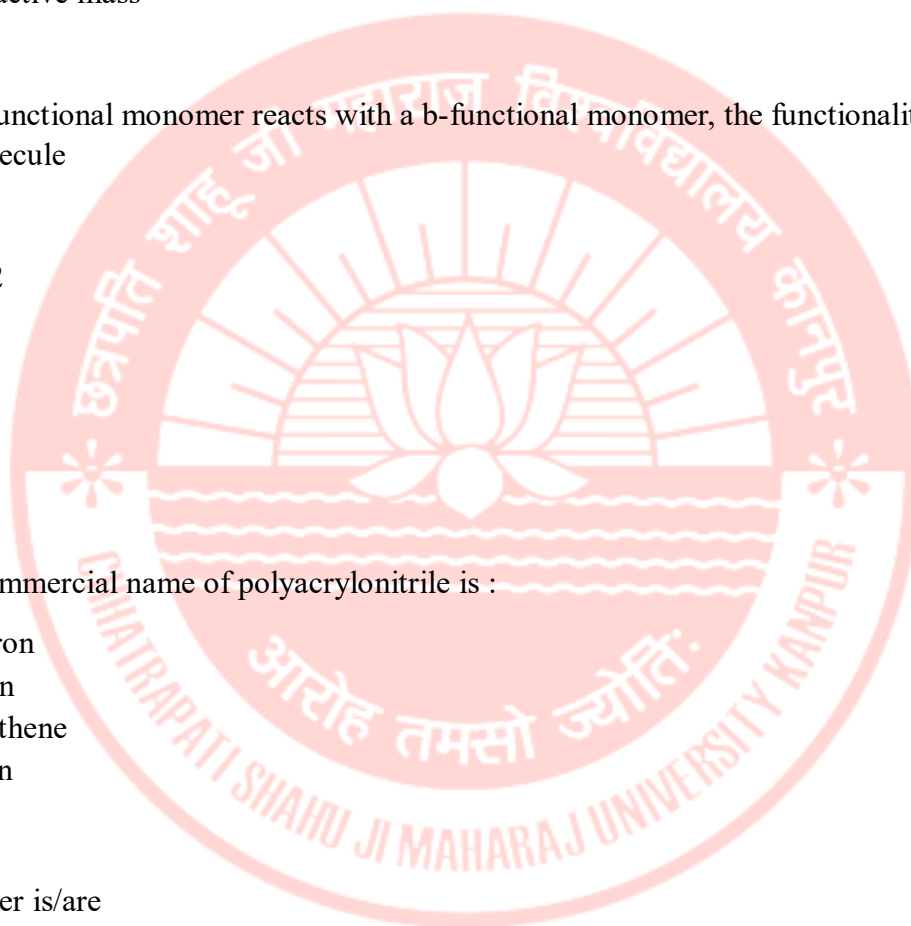 active mass
unctional monomer reacts with a b-functional monomer, the functionalit
ecule
2
mmercial name of polyacrylonitrile is :
ron
n
thene
n
er is/are
छत्रपति शाहू जी महाराज विश्वविद्यालय कानपुर
आरोह तमसो ज्योतिः
CHHATRAPATI SHAHU JI MAHARAJ UNIVERSITY KANPUR